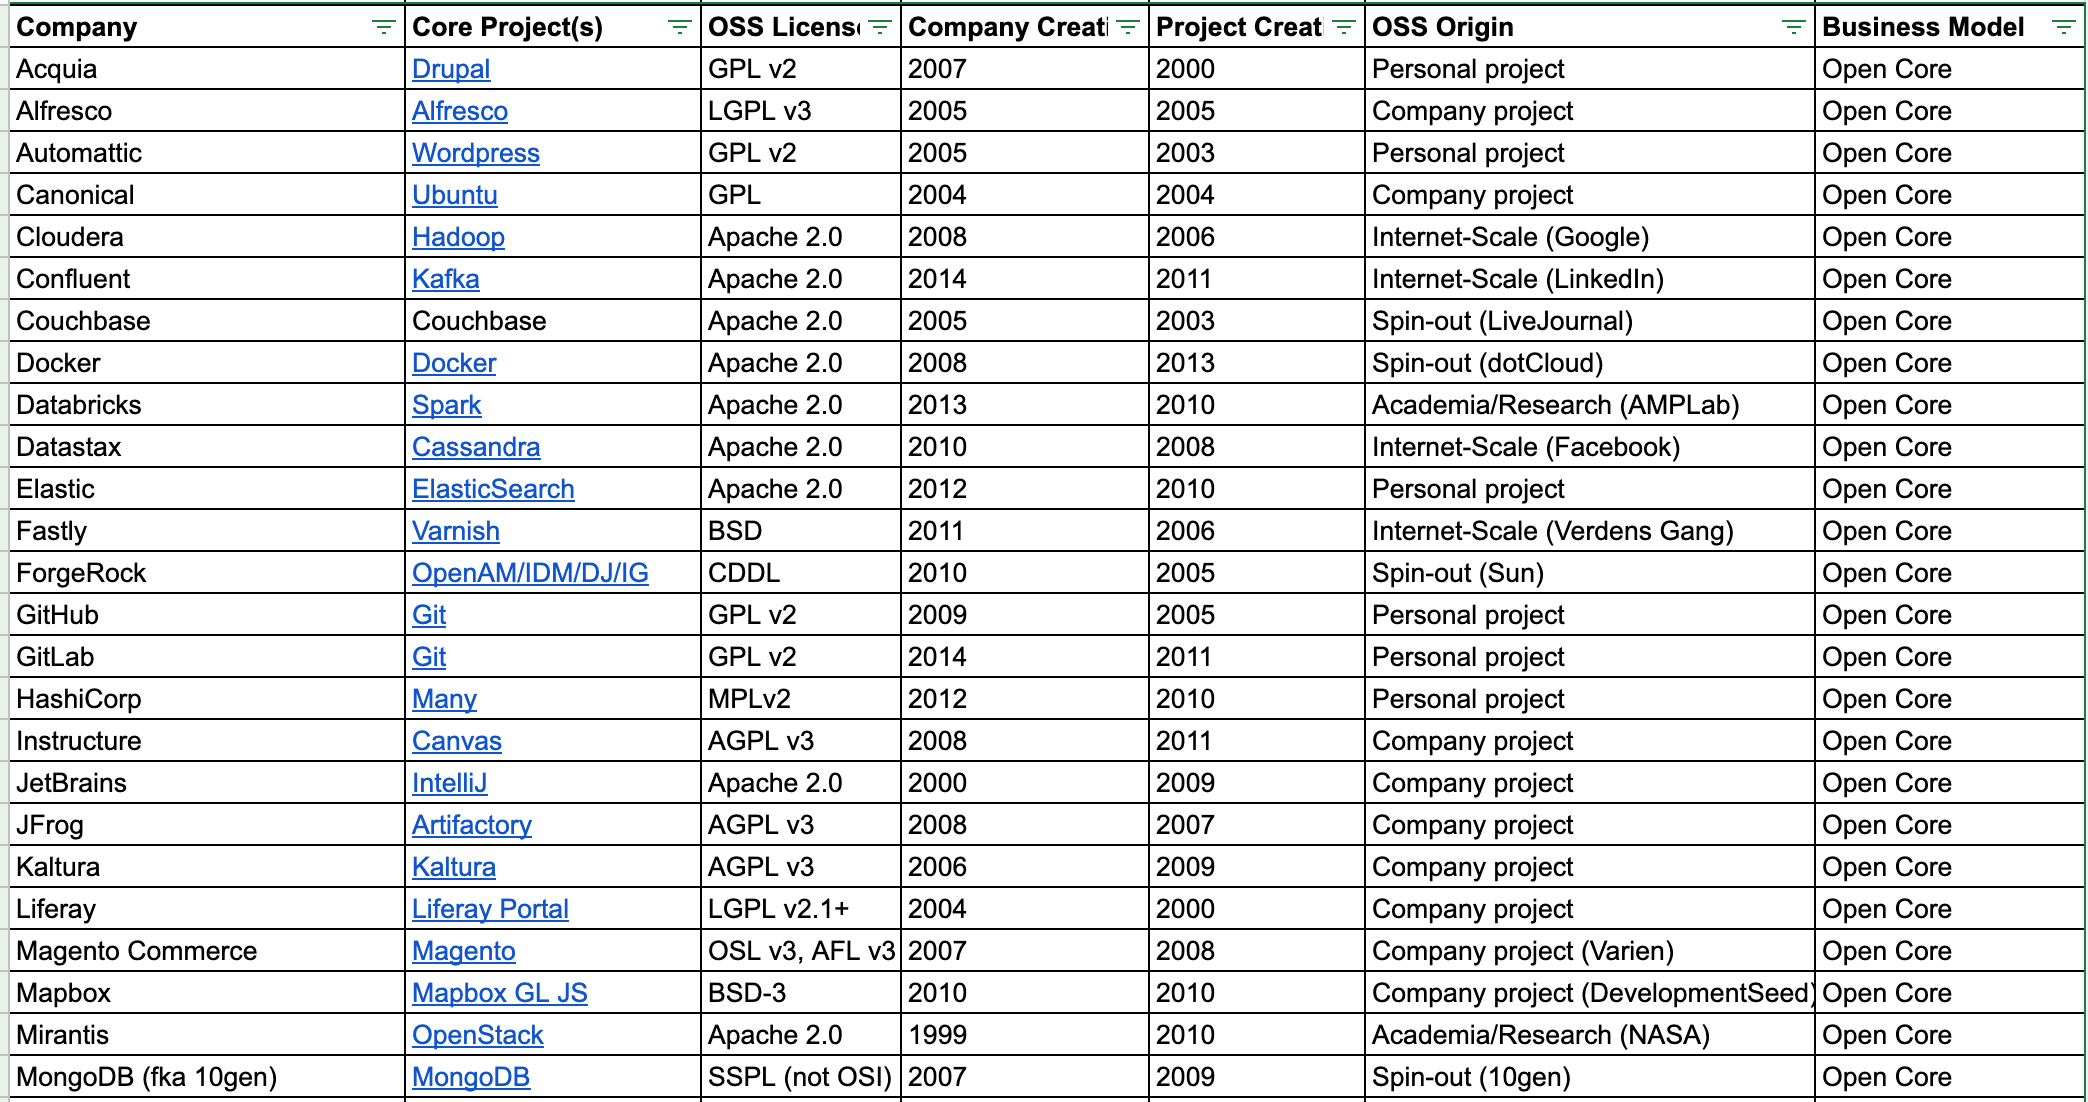 Company Core Project(s) OSS License Company Creati Project Creati OSS Origin Business Model
Acquia Drupal GPL v2 2007 2000 Personal project Open Core
Alfresco Alfresco LGPL v3 2005 2005 Company project Open Core
Automattic Wordpress GPL v2 2005 2003 Personal project Open Core
Canonical Ubuntu GPL 2004 2004 Company project Open Core
Cloudera Hadoop Apache 2.0 2008 2006 Internet-Scale (Google) Open Core
Confluent Kafka Apache 2.0 2014 2011 Internet-Scale (LinkedIn) Open Core
Couchbase Couchbase Apache 2.0 2005 2003 Spin-out (LiveJournal) Open Core
Docker Docker Apache 2.0 2008 2013 Spin-out (dotCloud) Open Core
Databricks Spark Apache 2.0 2013 2010 Academia/Research (AMPLab) Open Core
Datastax Cassandra Apache 2.0 2010 2008 Internet-Scale (Facebook) Open Core
Elastic ElasticSearch Apache 2.0 2012 2010 Personal project Open Core
Fastly Varnish BSD 2011 2006 Internet-Scale (Verdens Gang) Open Core
ForgeRock OpenAM/IDM/DJ/IG CDDL 2010 2005 Spin-out (Sun) Open Core
GitHub Git GPL v2 2009 2005 Personal project Open Core
GitLab Git GPL v2 2014 2011 Personal project Open Core
HashiCorp Many MPLv2 2012 2010 Personal project Open Core
Instructure Canvas AGPL v3 2008 2011 Company project Open Core
JetBrains IntelliJ Apache 2.0 2000 2009 Company project Open Core
JFrog Artifactory AGPL v3 2008 2007 Company project Open Core
Kaltura Kaltura AGPL v3 2006 2009 Company project Open Core
Liferay Liferay Portal LGPL v2.1+ 2004 2000 Company project Open Core
Magento Commerce Magento OSL v3, AFL v3 2007 2008 Company project (Varien) Open Core
Mapbox Mapbox GL JS BSD-3 2010 2010 Company project (DevelopmentSeed) Open Core
Mirantis OpenStack Apache 2.0 1999 2010 Academia/Research (NASA) Open Core
MongoDB (fka 10gen) MongoDB SSPL (not OSI) 2007 2009 Spin-out (10gen) Open Core